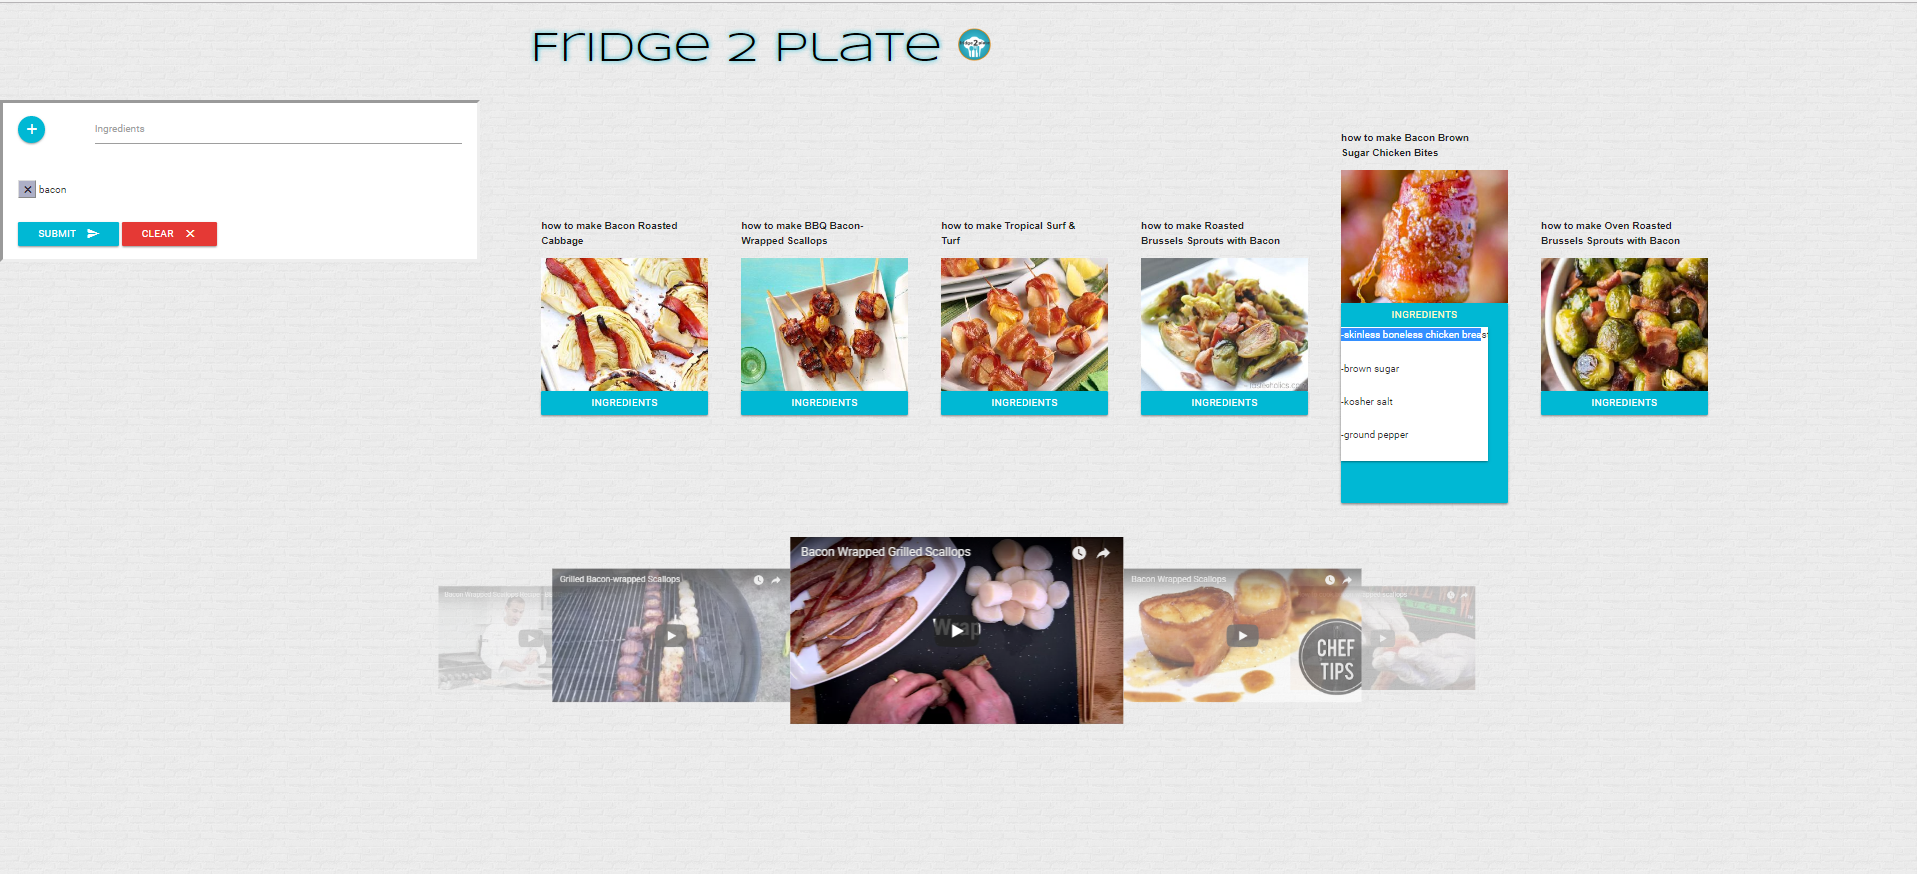 Fridge 2 Plate
Ingredients
bacon
SUBMIT
CLEAR
how to make Bacon Roasted
Cabbage
INGREDIENTS
how to make BBQ Bacon-
Wrapped Scallops
INGREDIENTS
how to make Tropical Surf &
Turf
INGREDIENTS
how to make Roasted
Brussels Sprouts with Bacon
INGREDIENTS
how to make Bacon Brown
Sugar Chicken Bites
INGREDIENTS
-skinless boneless chicken breas
-brown sugar
-kosher salt
-ground pepper
how to make Oven Roasted
Brussels Sprouts with Bacon
INGREDIENTS
Bacon Wrapped Scallops
Grilled Bacon-wrapped Scallops
Bacon Wrapped Grilled Scallops
Wrap
Bacon Wrapped Scallops
CHEF
TIPS
scallops